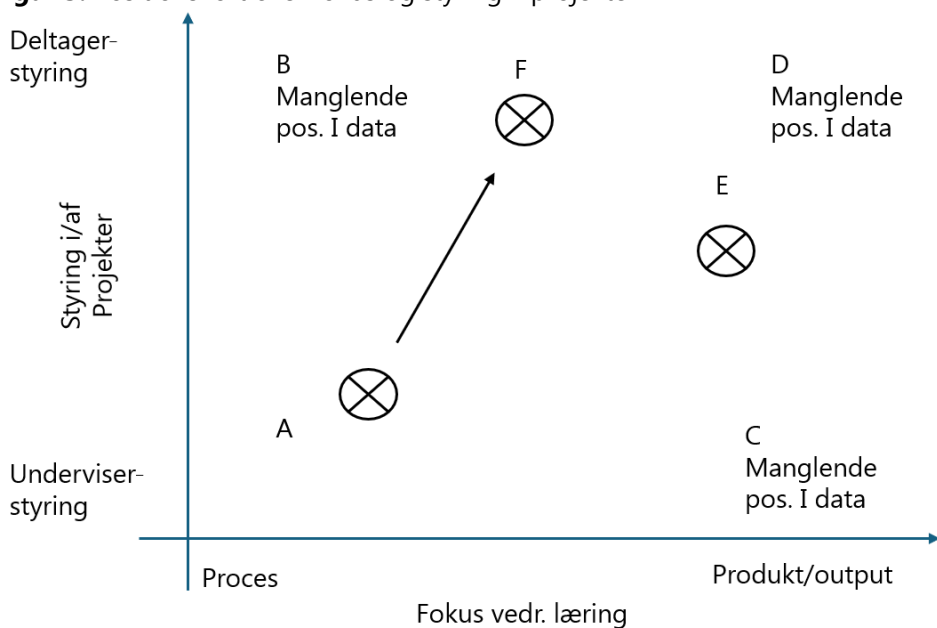 Deltager-
styring
B
Manglende
pos. I data
F
D
Manglende
pos. I data
E
Styring i/af
Projekter
A
C
Manglende
pos. I data
Underviser-
styring
Proces
Produkt/output
Fokus vedr. læring